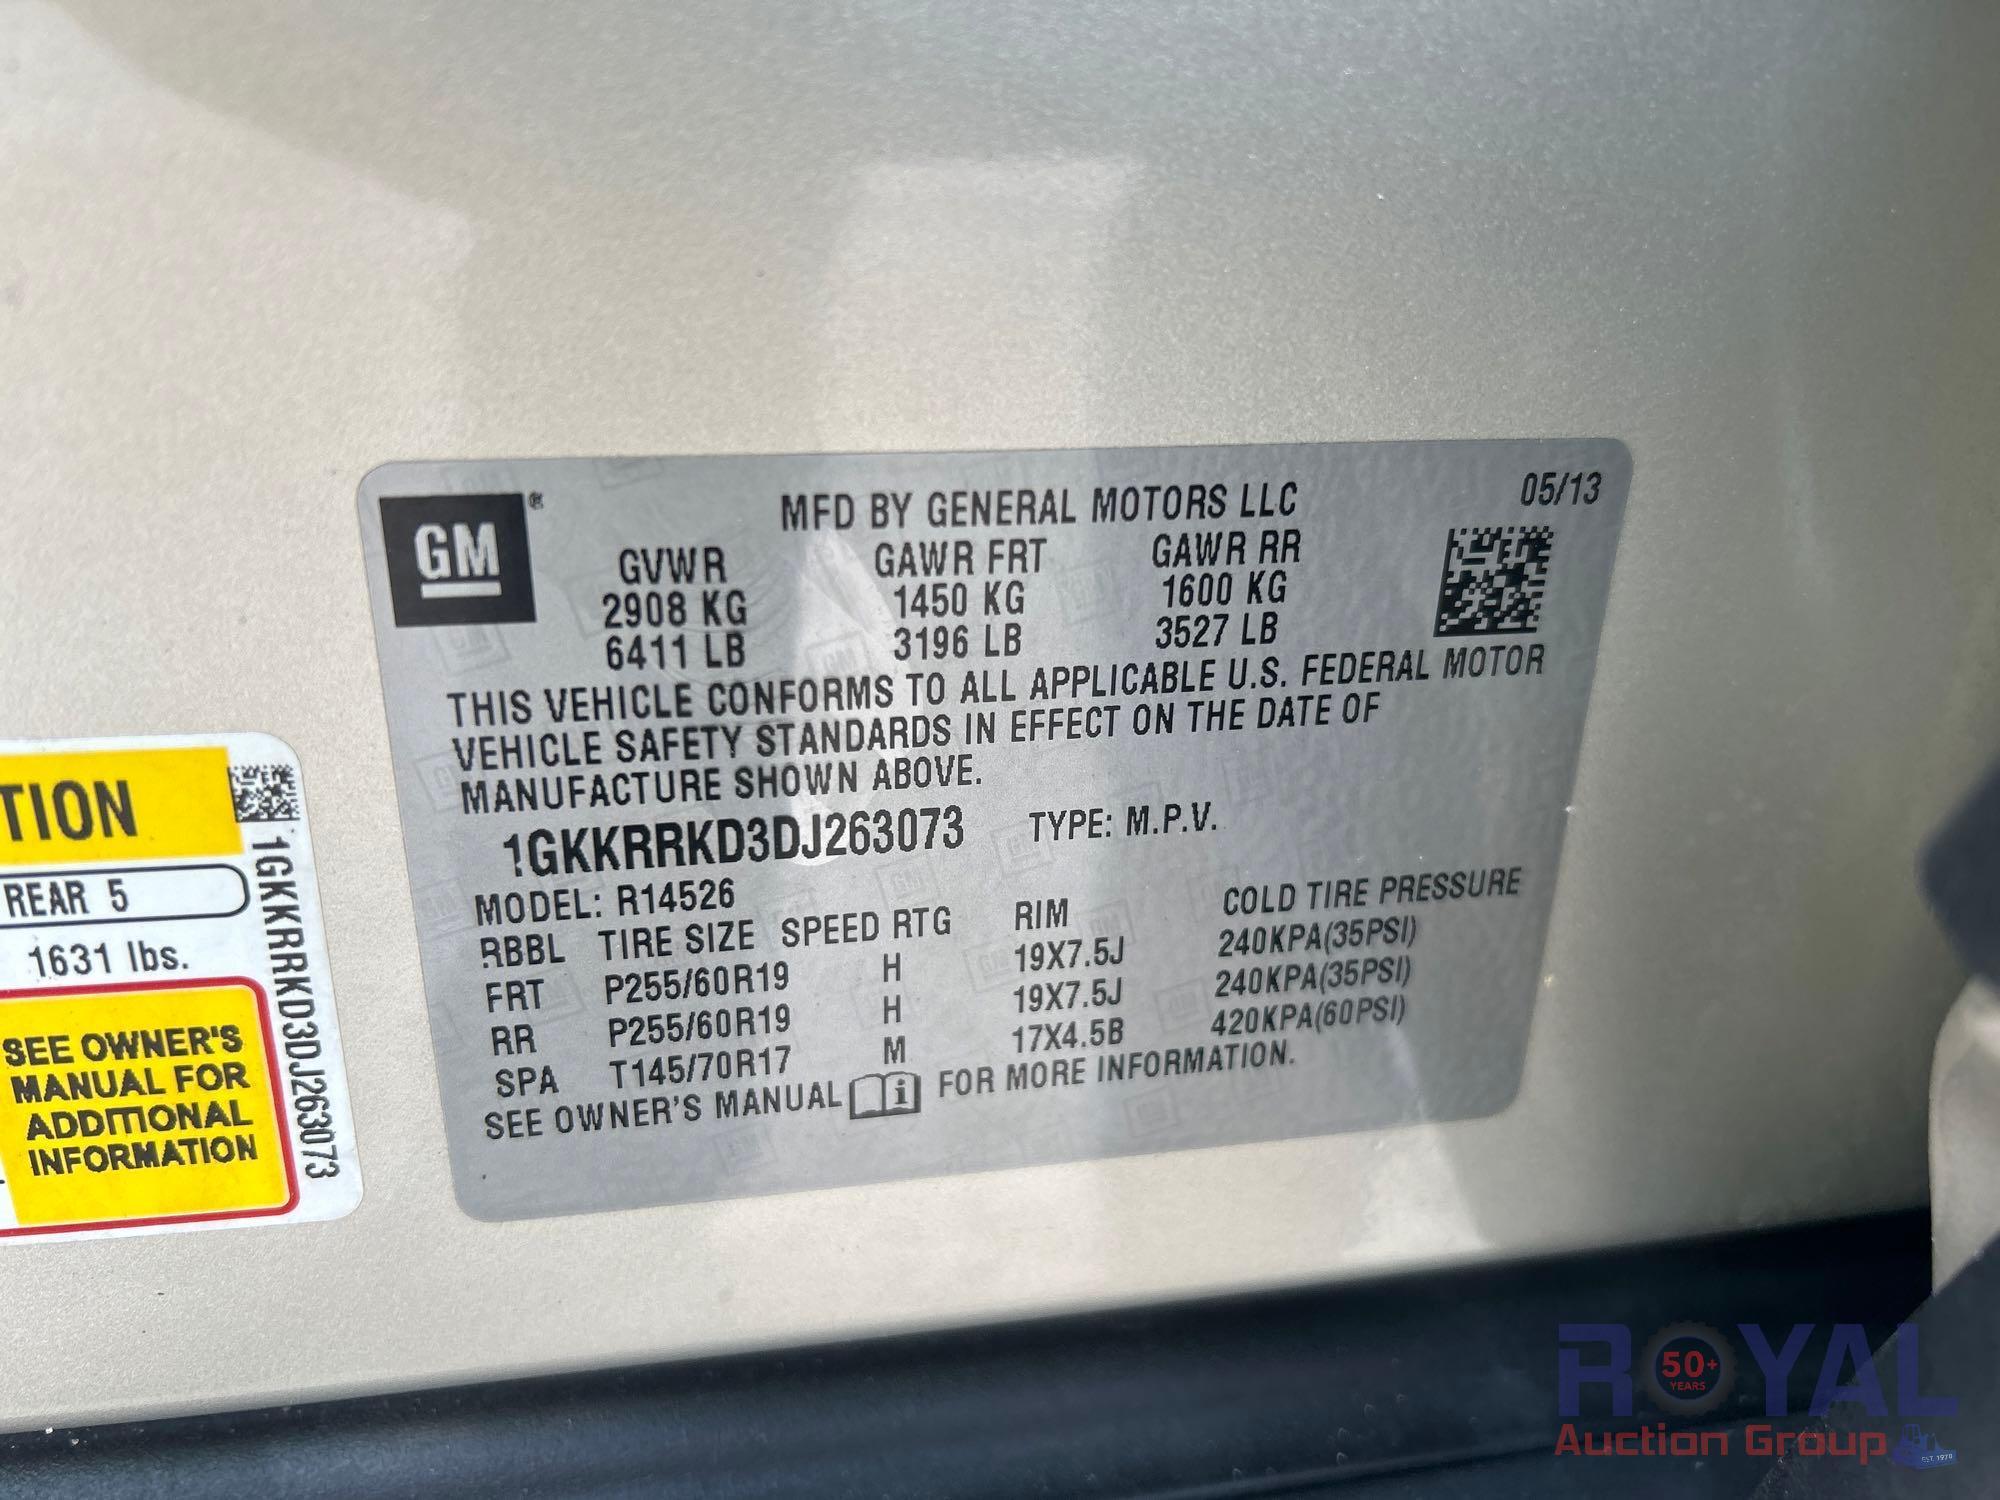 GM®
MFD BY GENERAL MOTORS LLC
05/13
GVWR GAWR FRT GAWR RR
2908 KG 1450 KG 1600 KG
6411 LB 3196 LB 3527 LB
THIS VEHICLE CONFORMS TO ALL APPLICABLE U.S. FEDERAL MOTOR
VEHICLE SAFETY STANDARDS IN EFFECT ON THE DATE OF
MANUFACTURE SHOWN ABOVE.
1GKKRRKD3DJ263073 TYPE: M.P.V.
MODEL: R14526
RBBL TIRE SIZE SPEED RTG RIM COLD TIRE PRESSURE
FRT P255/60R19 H 19X7.5J 240KPA(35PSI)
RR P255/60R19 H 19X7.5J 240KPA(35PSI)
SPA T145/70R17 M 17X4.5B 420KPA(60PSI)
SEE OWNER'S MANUAL i FOR MORE INFORMATION.
TION
REAR 5
1631 lbs.
SEE OWNER'S
MANUAL FOR
ADDITIONAL
INFORMATION
1GKKRRKD3DJ263073
ROYAL
50+
YEARS
Auction Group
EST. 1970